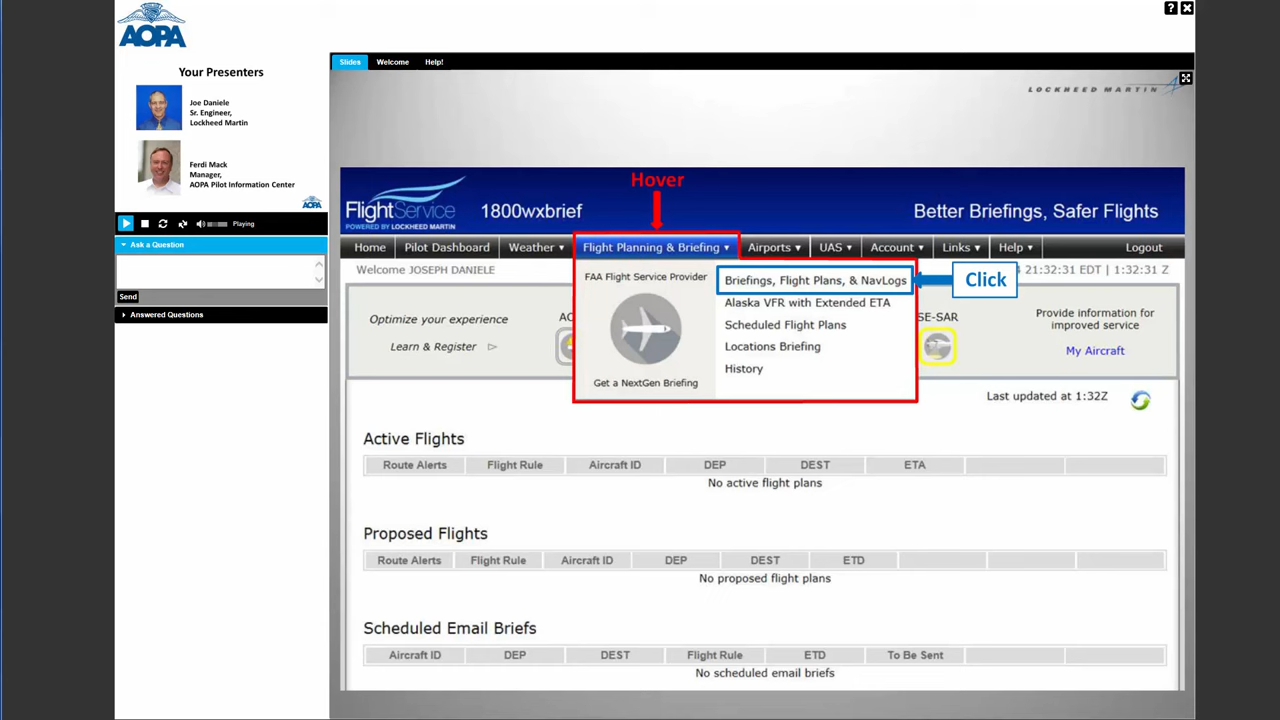 AOPA
Your Presenters
Joe Daniele
Sr. Engineer,
Lockheed Martin
Ferdi Mack
Manager,
AOPA Pilot Information Center
AOPA
Playing
Ask a Question
Send
Answered Questions
?
Slides Welcome Help!
LOCKHEED MARTIN
Hover
FlightService
POWERED BY LOCKHEED MARTIN
1800wxbrief
Better Briefings, Safer Flights
Home Pilot Dashboard Weather Flight Planning & Briefing Airports UAS Account Links Help Logout
Welcome JOSEPH DANIELE
21:32:31 EDT | 1:32:31 Z
FAA Flight Service Provider
Get a NextGen Briefing
Briefings, Flight Plans, & NavLogs
Click
Alaska VFR with Extended ETA
Scheduled Flight Plans
Locations Briefing
History
Optimize your experience
Learn & Register
AC
SE-SAR
Provide information for
improved service
My Aircraft
Last updated at 1:32Z
Active Flights
Route Alerts Flight Rule Aircraft ID DEP DEST ETA
No active flight plans
Proposed Flights
Route Alerts Flight Rule Aircraft ID DEP DEST ETD
No proposed flight plans
Scheduled Email Briefs
Aircraft ID DEP DEST Flight Rule ETD To Be Sent
No scheduled email briefs